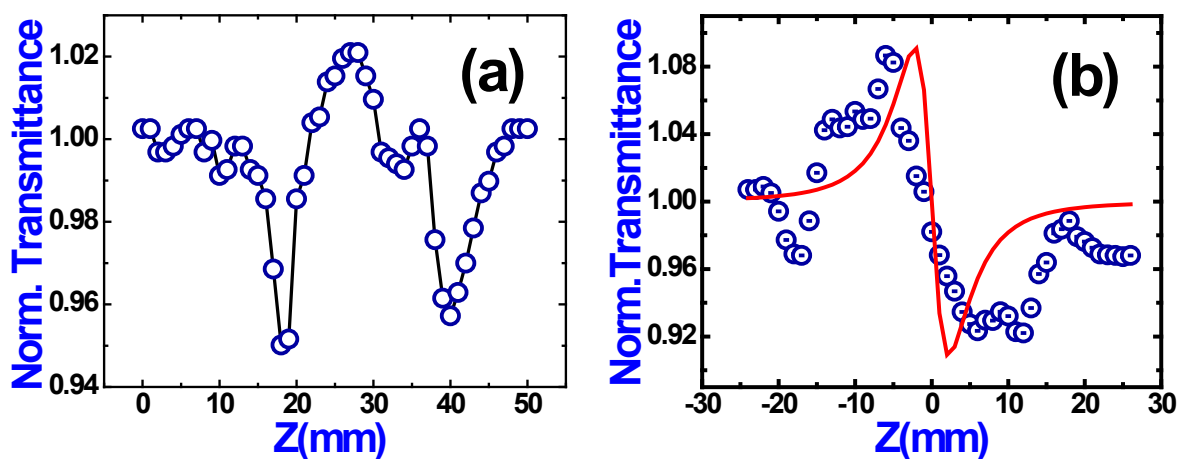 (a)
Norm. Transmittance
1.02
1.00
0.98
0.96
0.94
0 10 20 30 40 50
Z(mm)
(b)
Norm.Transmittance
1.08
1.04
1.00
0.96
0.92
-30 -20 -10 0 10 20 30
Z(mm)